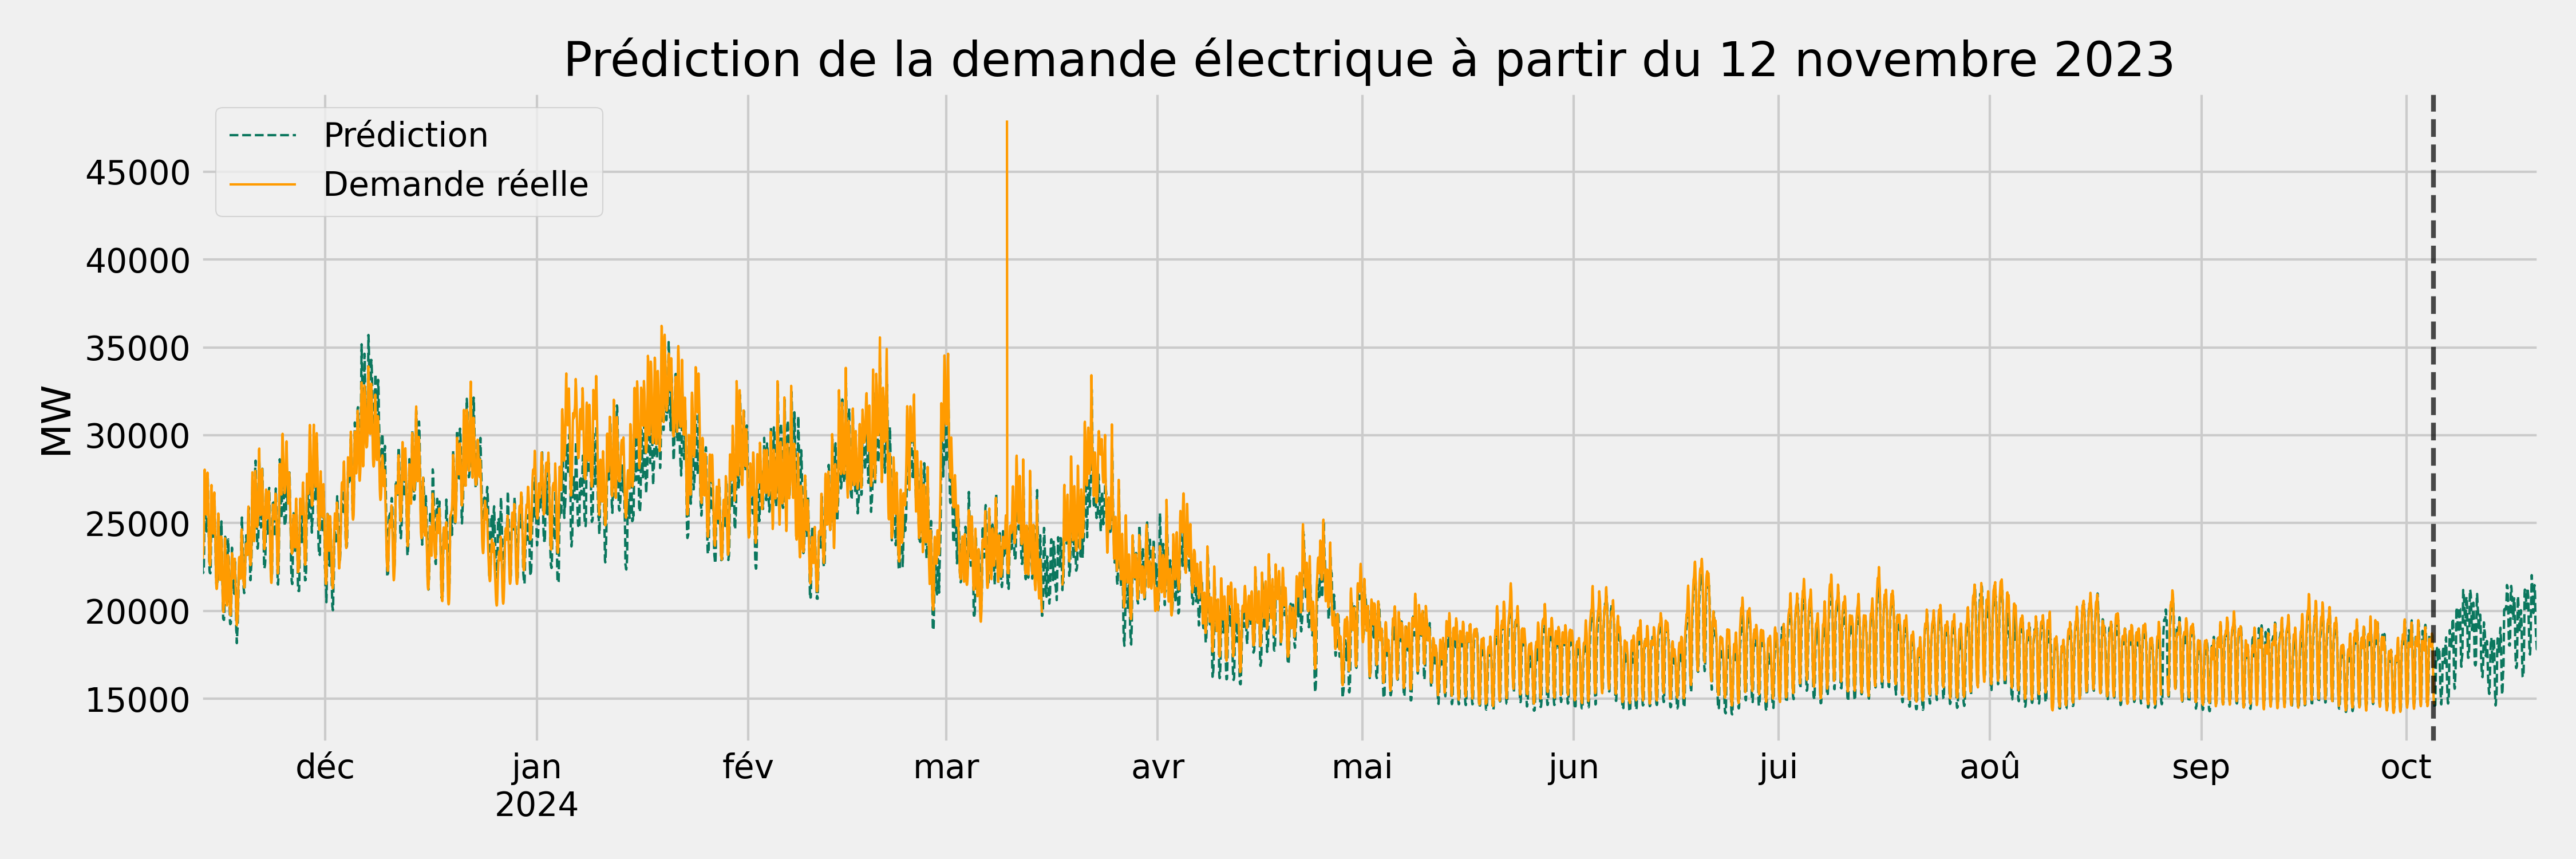 Prédiction de la demande électrique à partir du 12 novembre 2023
Prédiction
Demande réelle
MW
45000
40000
35000
30000
25000
20000
15000
déc jan fév mar avr mai jun jui aoû sep oct
2024